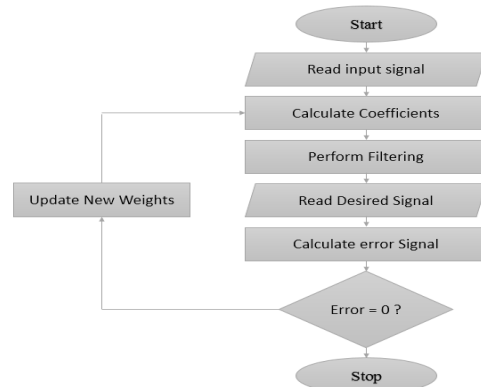 Start
Read input signal
Calculate Coefficients
Perform Filtering
Update New Weights
Read Desired Signal
Calculate error Signal
Error = 0 ?
Stop